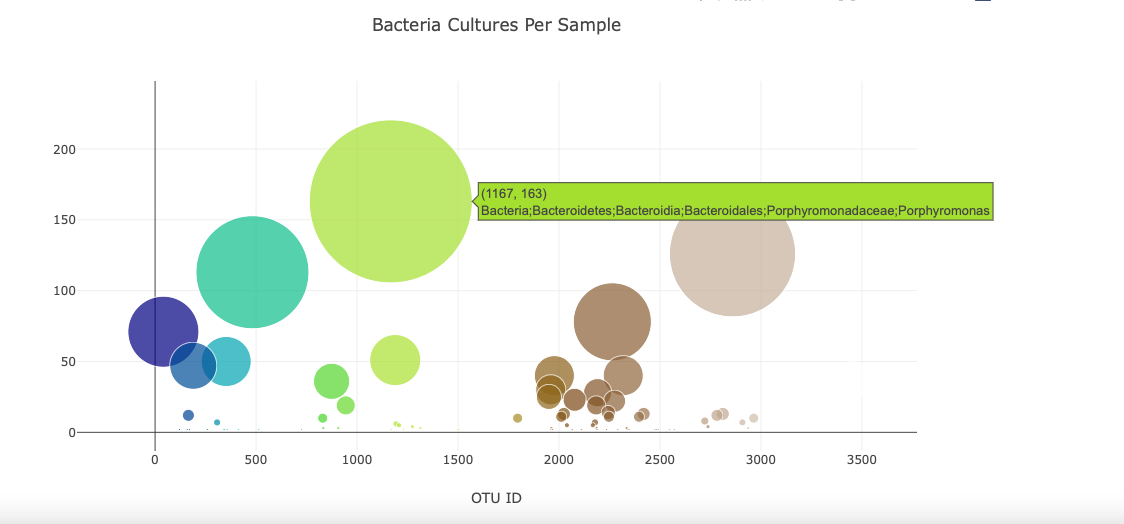 Bacteria Cultures Per Sample
200
(1167, 163)
Bacteria;Bacteroidetes;Bacteroidia;Bacteroidales;Porphyromonadaceae;Porphyromonas
150
100
50
0
0 500 1000 1500 2000 2500 3000 3500
OTU ID